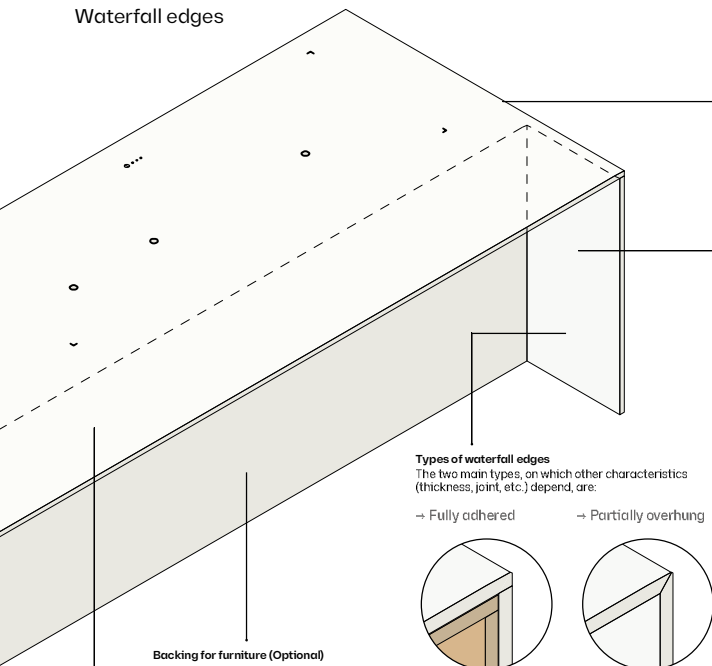 Waterfall edges
Types of waterfall edges
The two main types, on which other characteristics
(thickness, joint, etc.) depend, are:
→ Fully adhered
→ Partially overhung
Backing for furniture (Optional)